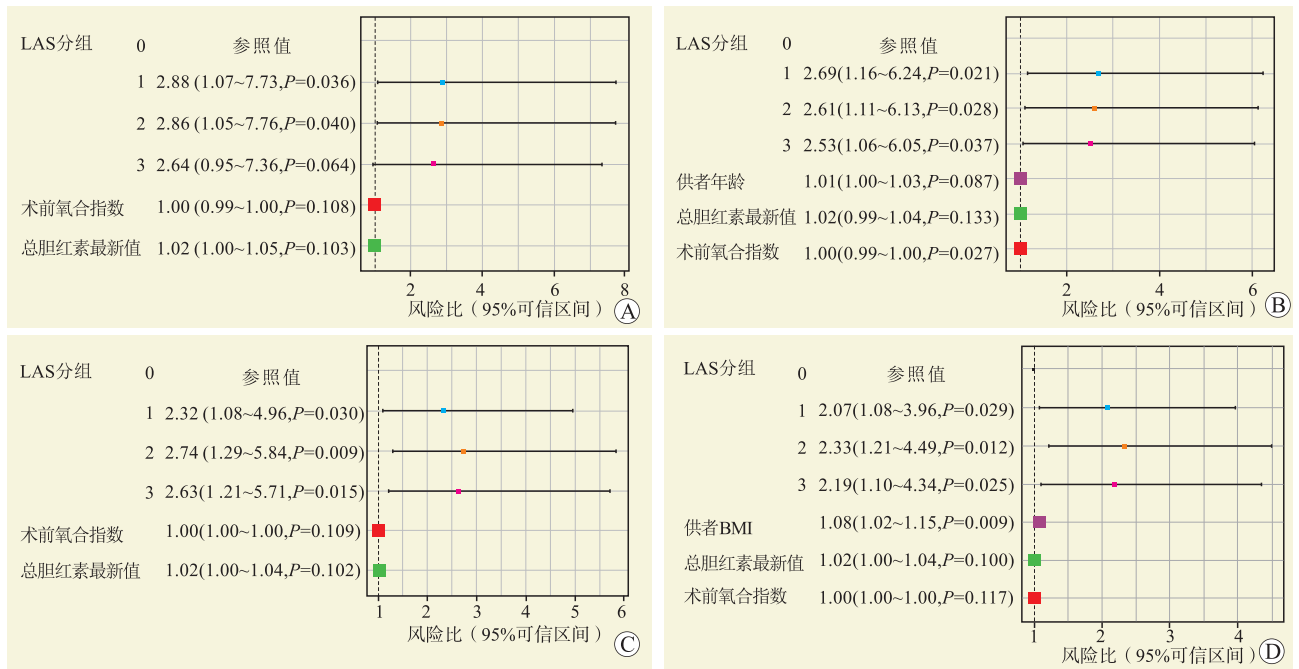 LAS分组 0 参照值
1 2.88 (1.07~7.73,P=0.036)
2 2.86 (1.05~7.76,P=0.040)
3 2.64 (0.95~7.36,P=0.064)
术前氧合指数 1.00 (0.99~1.00,P=0.108)
总胆红素最新值 1.02 (1.00~1.05,P=0.103)
2 4 6 8
风险比（95%可信区间） A
LAS分组 0 参照值
1 2.69 (1.16~6.24,P=0.021)
2 2.61 (1.11~6.13,P=0.028)
3 2.53 (1.06~6.05,P=0.037)
供者年龄 1.01 (1.00~1.03,P=0.087)
总胆红素最新值 1.02(0.99~1.04,P=0.133)
术前氧合指数 1.00(0.99~1.00,P=0.027)
2 4 6
风险比（95%可信区间） B
LAS分组 0 参照值
1 2.32 (1.08~4.96,P=0.030)
2 2.74 (1.29~5.84,P=0.009)
3 2.63(1 .21~5.71,P=0.015)
术前氧合指数 1.00(1.00~1.00,P=0.109)
总胆红素最新值 1.02(1.00~1.04,P=0.102)
1 2 3 4 5 6
风险比（95%可信区间） C
LAS分组 0 参照值
1 2.07 (1.08~3.96,P=0.029)
2 2.33 (1.21~4.49,P=0.012)
3 2.19 (1.10~4.34,P=0.025)
供者BMI 1.08 (1.02~1.15,P=0.009)
总胆红素最新值 1.02(1.00~1.04,P=0.100)
术前氧合指数 1.00(1.00~1.00,P=0.117)
1 2 3 4
风险比（95%可信区间） D